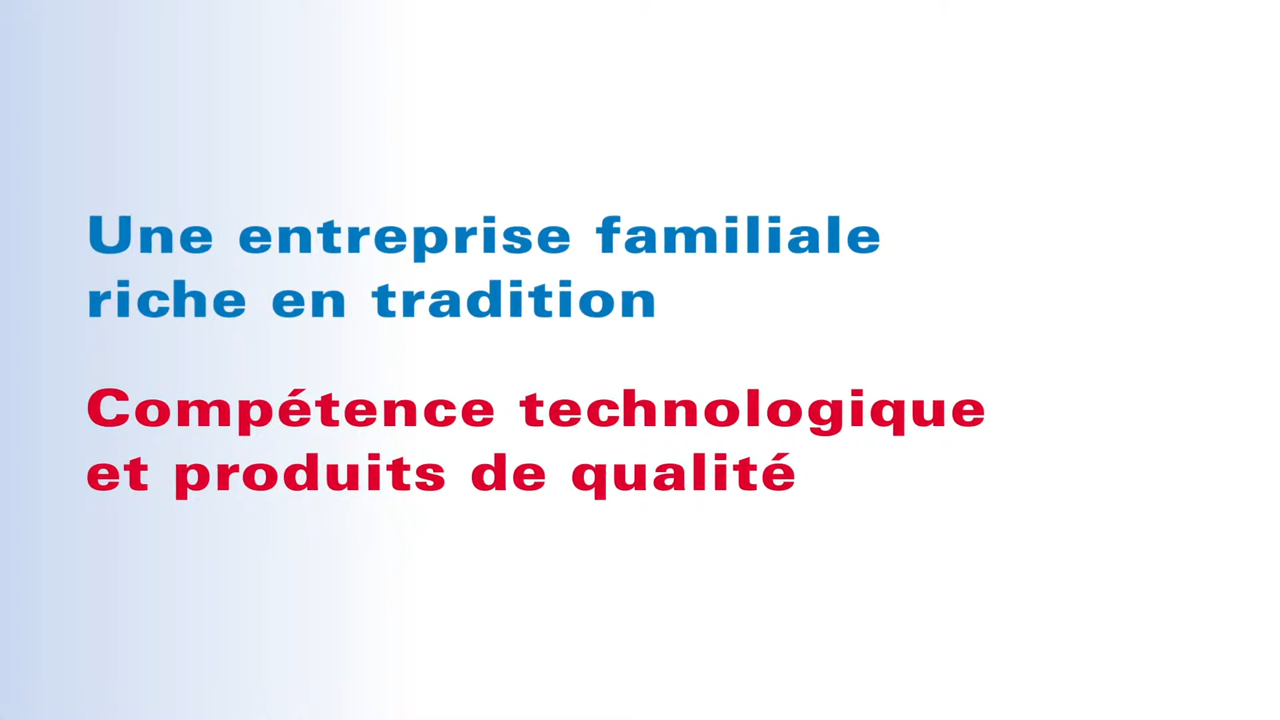 Une entreprise familiale
riche en tradition
Compétence technologique
et produits de qualité